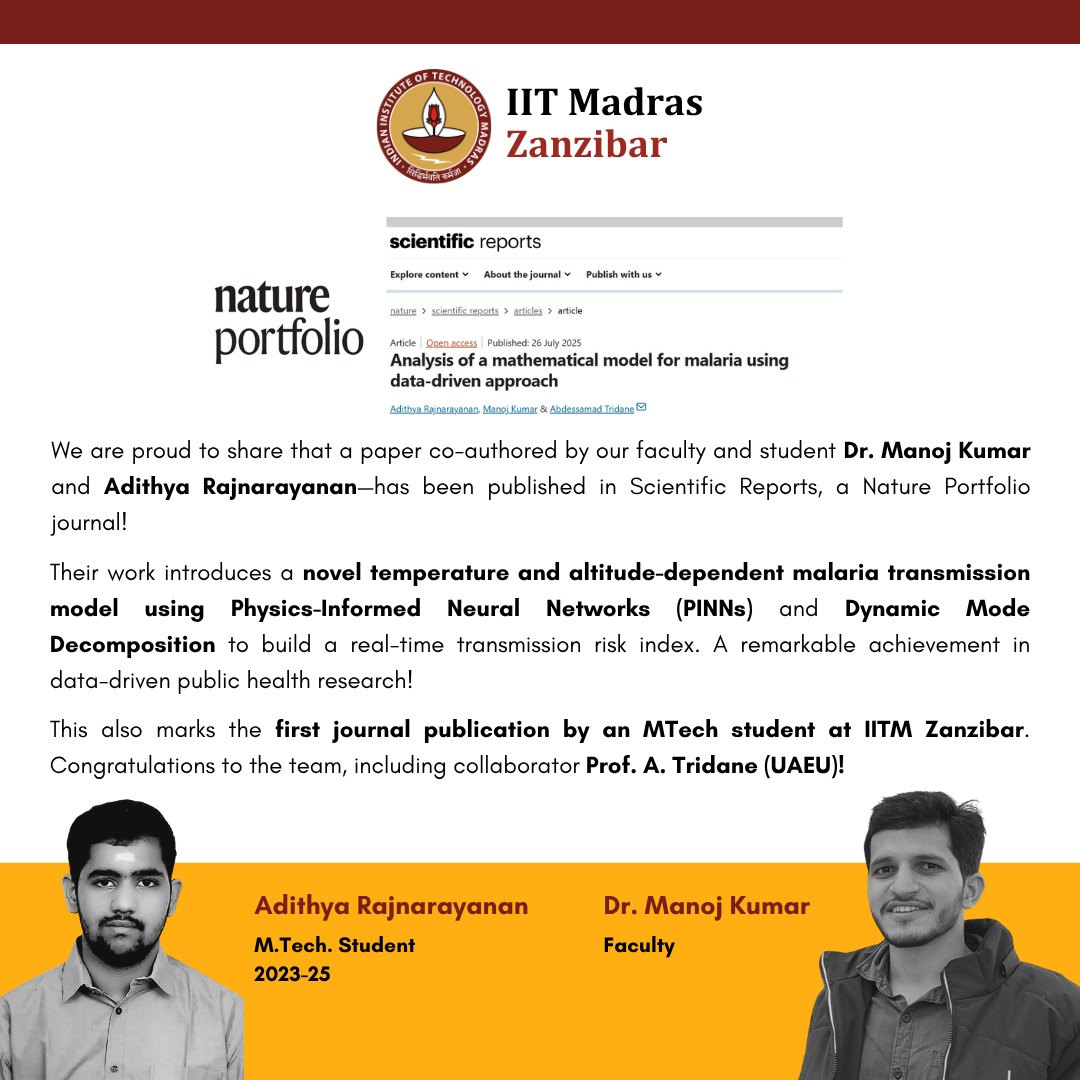 INDIAN INSTITUTE OF TECHNOLOGY MADRAS
सिद्धिर्भवति कर्मजा
IIT Madras
Zanzibar
scientific reports
Explore content About the journal Publish with us
nature
portfolio
nature > scientific reports > articles > article
Article | Open access | Published: 26 July 2025
Analysis of a mathematical model for malaria using
data-driven approach
Adithya Rajnarayanan, Manoj Kumar & Abdessamad Tridane
We are proud to share that a paper co-authored by our faculty and student Dr. Manoj Kumar
and Adithya Rajnarayanan—has been published in Scientific Reports, a Nature Portfolio
journal!
Their work introduces a novel temperature and altitude-dependent malaria transmission
model using Physics-Informed Neural Networks (PINNs) and Dynamic Mode
Decomposition to build a real-time transmission risk index. A remarkable achievement in
data-driven public health research!
This also marks the first journal publication by an MTech student at IITM Zanzibar.
Congratulations to the team, including collaborator Prof. A. Tridane (UAEU)!
Adithya Rajnarayanan
M.Tech. Student
2023-25
Dr. Manoj Kumar
Faculty